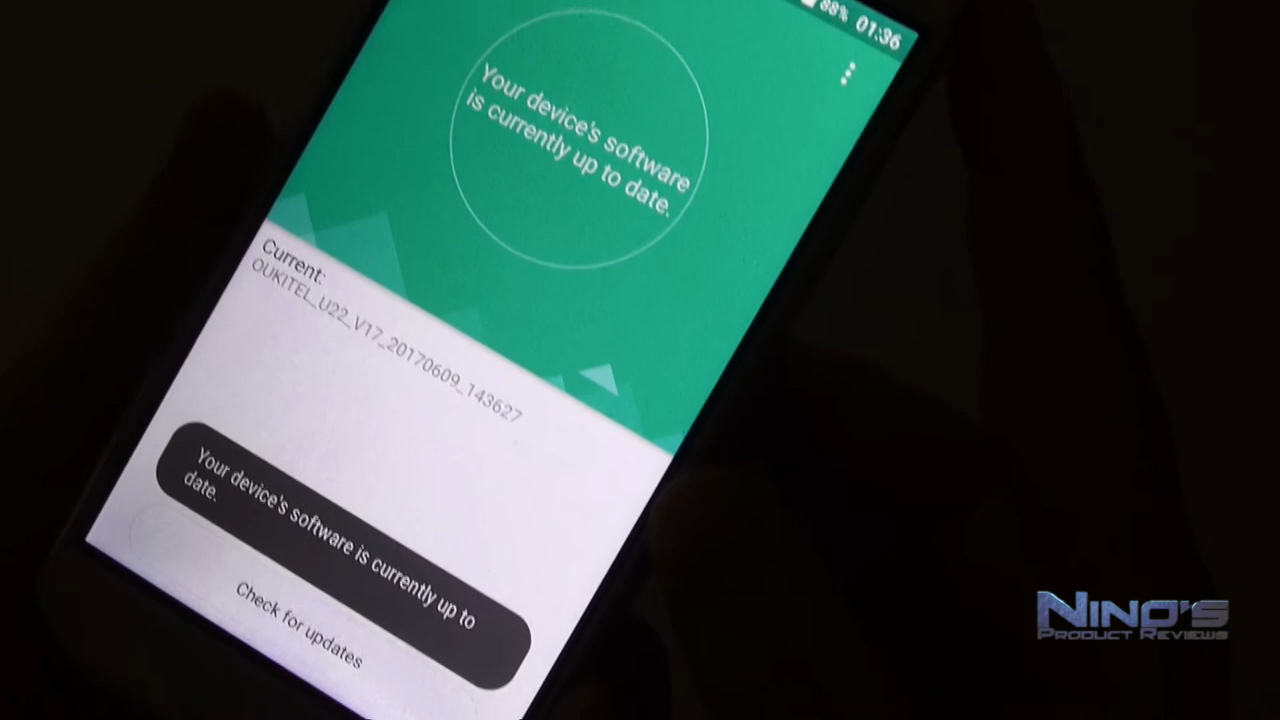 88% 01:36
Your device's software
is currently up to date.
Current:
OUKITEL_U22_V17_20170609_143627
Your device's software is currently up to
date.
Check for updates
NINO'S
PRODUCT REVIEWS